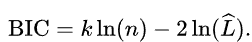 BIC = k ln(n) − 2 ln(L̂).